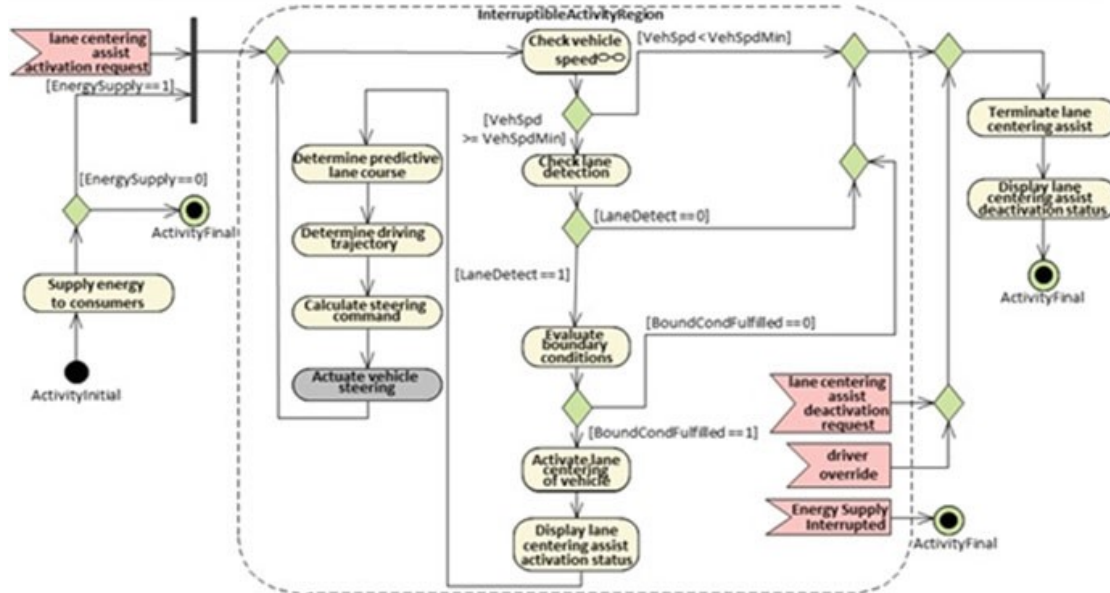 InterruptibleActivityRegion
lane centering
assist
activation request
[EnergySupply==1]
[EnergySupply==0]
ActivityFinal
Supply energy
to consumers
ActivityInitial
Determine predictive
lane course
Determine driving
trajectory
Calculate steering
command
Actuate vehicle
steering
Check vehicle
speed
[VehSpd<VehSpdMin]
[VehSpd
>= VehSpdMin]
Check lane
detection
[LaneDetect==0]
[LaneDetect==1]
Evaluate
boundary
conditions
[BoundCondFulfilled==0]
[BoundCondFulfilled==1]
Activate lane
centering
of vehicle
Display lane
centering assist
activation status
lane centering
assist
deactivation
request
driver
override
Energy Supply
Interrupted
ActivityFinal
Terminate lane
centering assist
Display lane
centering assist
deactivation status
ActivityFinal